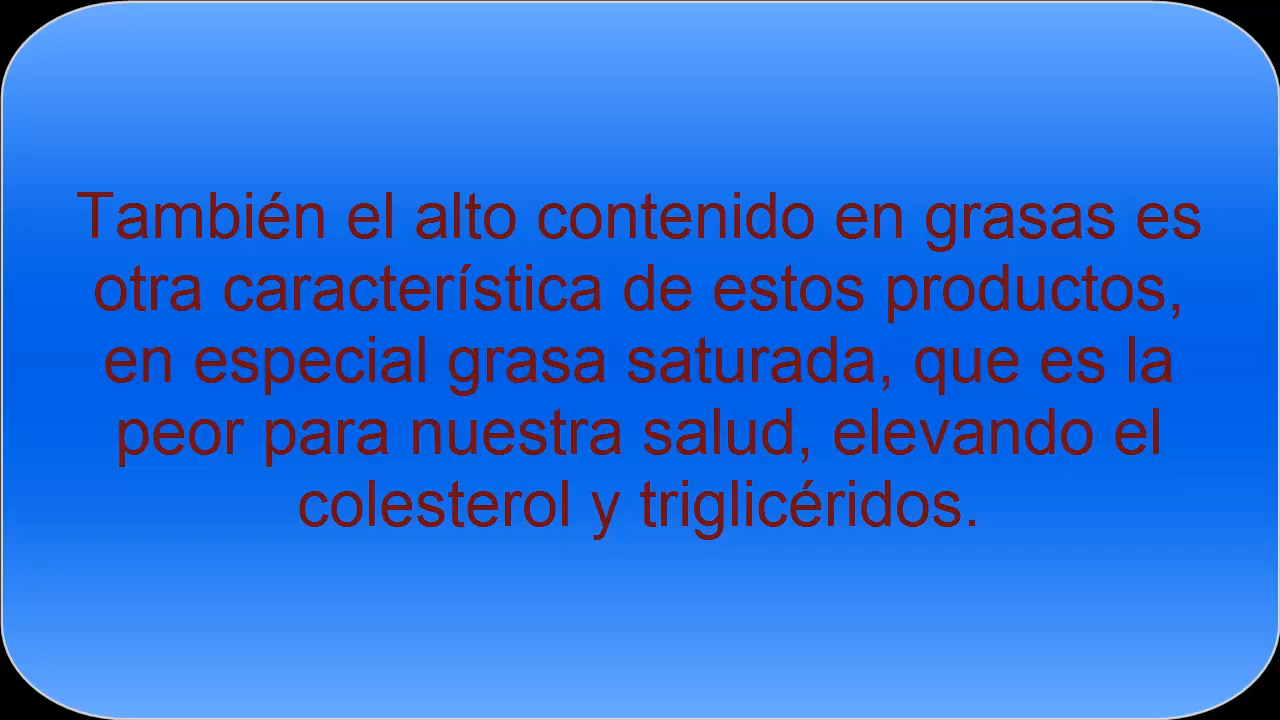 También el alto contenido en grasas es
otra característica de estos productos,
en especial grasa saturada, que es la
peor para nuestra salud, elevando el
colesterol y triglicéridos.